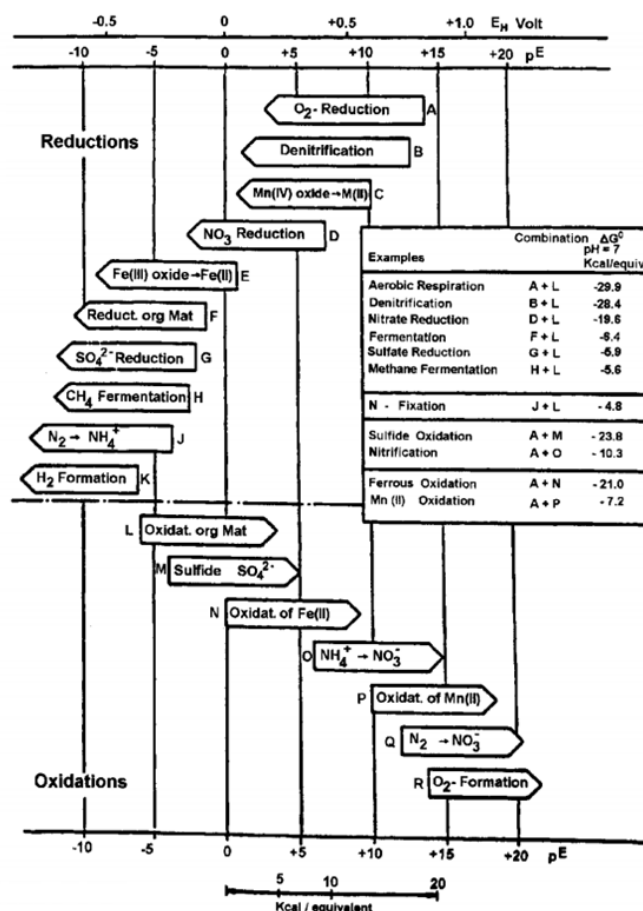 -0.5 0 +0.5 +1.0 E_H Volt
-10 -5 0 +5 +10 +15 +20 pE
O2- Reduction A
Reductions
Denitrification B
Mn(IV) oxide→M(II) C
NO3 Reduction D
Fe(III) oxide→Fe(II) E
Reduct. org Mat F
SO4^2- Reduction G
CH4 Fermentation H
N2→ NH4^+ J
H2 Formation K
Combination ΔG°
pH = 7
Examples Kcal/equiv
Aerobic Respiration A + L -29.9
Denitrification B + L -28.4
Nitrate Reduction D + L -19.6
Fermentation F + L -6.4
Sulfate Reduction G + L -5.9
Methane Fermentation H + L -5.6
N - Fixation J + L - 4.8
Sulfide Oxidation A + M - 23.8
Nitrification A + O - 10.3
Ferrous Oxidation A + N - 21.0
Mn (II) Oxidation A + P - 7.2
L Oxidat. org Mat
M Sulfide SO4^2-
N Oxidat. of Fe(II)
O NH4^+ → NO3^-
P Oxidat. of Mn(II)
Q N2 → NO3^-
Oxidations
R O2- Formation
-10 -5 0 +5 +10 +15 +20 pE
5 10 20
Kcal / equivalent